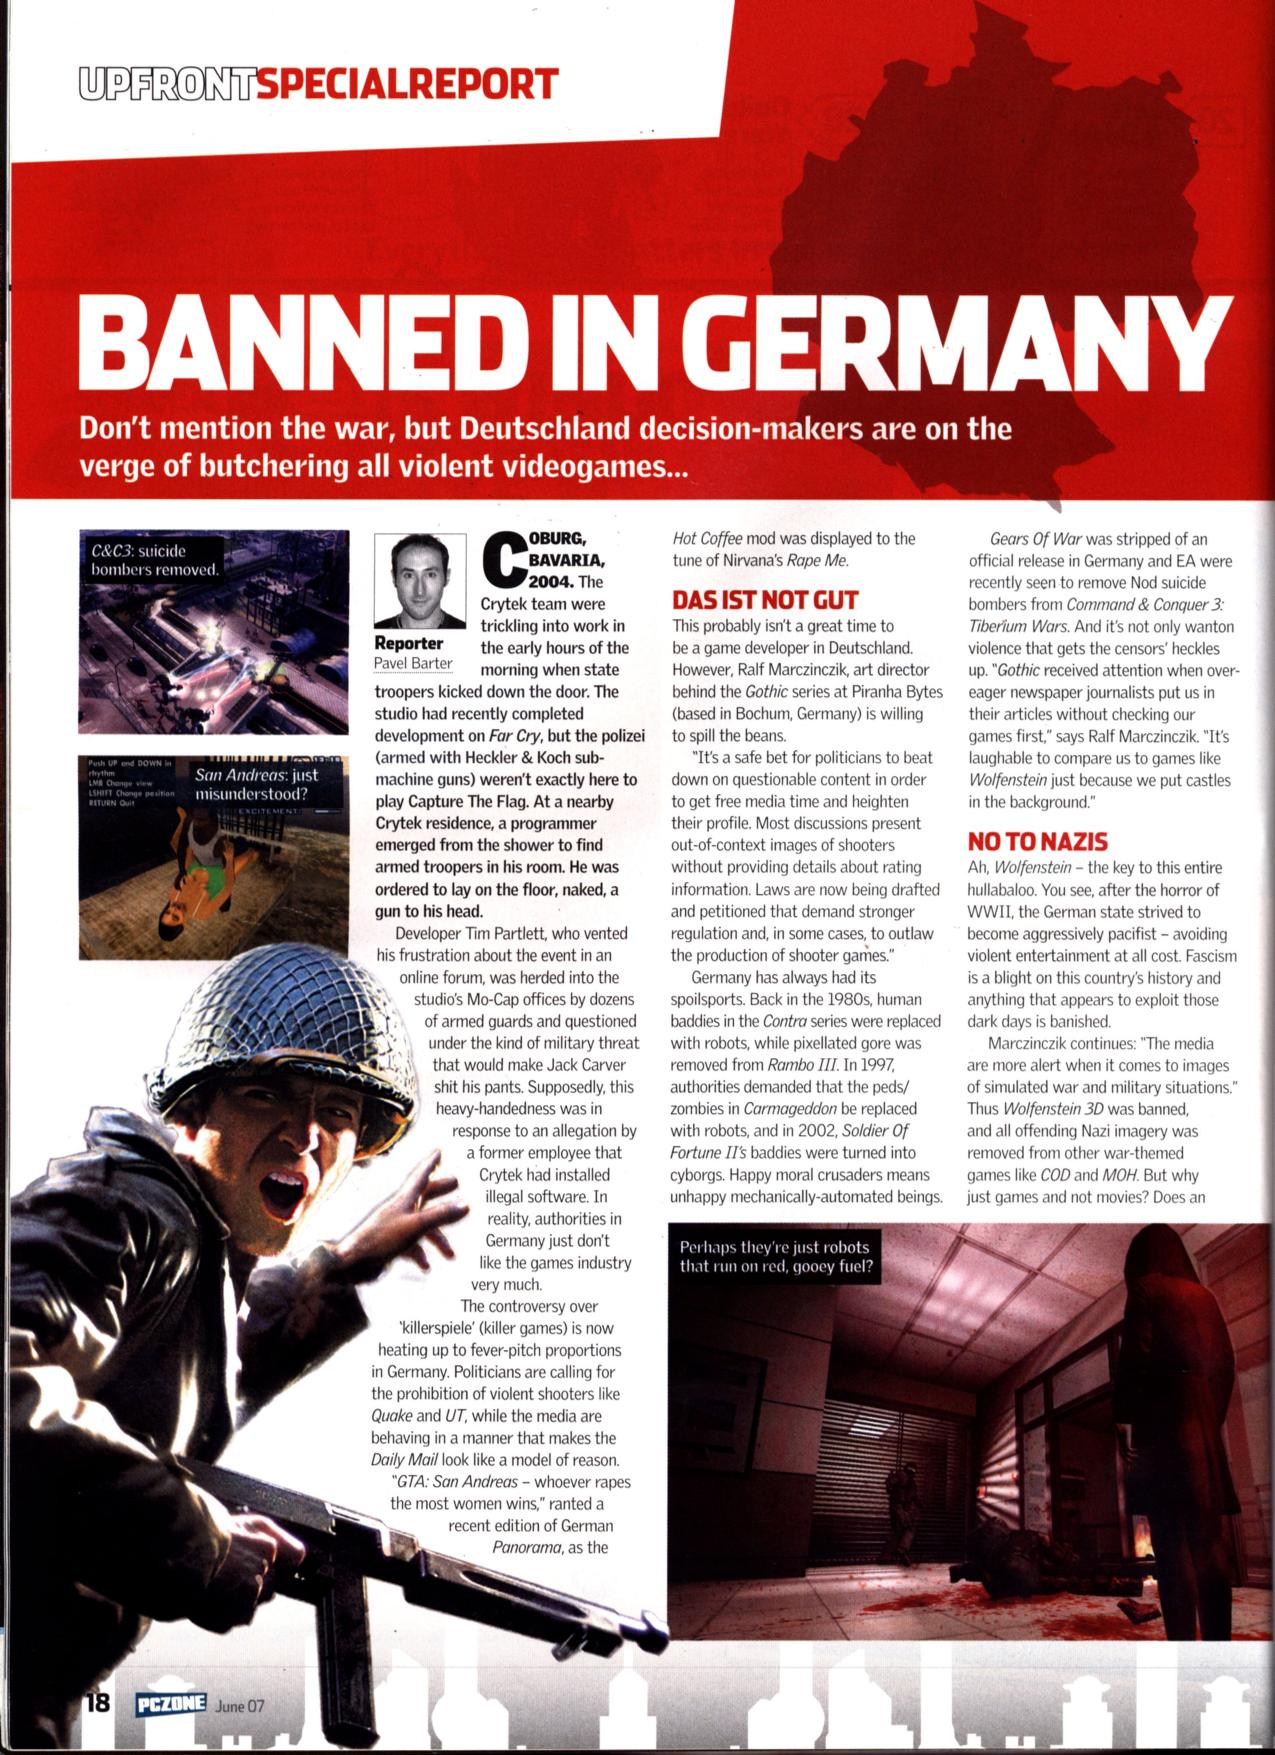 UPFRONTSPECIALREPORT
BANNED IN GERMANY
Don't mention the war, but Deutschland decision-makers are on the
verge of butchering all violent videogames...
C&C3: suicide
bombers removed.
Push UP and DOWN in
rhythm
LMB Change view
LSHIFT Change position
RETURN Quit
EXCITEMENT
San Andreas: just
misunderstood?
Reporter
Pavel Barter
COBURG,
BAVARIA,
2004. The
Crytek team were
trickling into work in
the early hours of the
morning when state
troopers kicked down the door. The
studio had recently completed
development on Far Cry, but the polizei
(armed with Heckler & Koch sub-
machine guns) weren't exactly here to
play Capture The Flag. At a nearby
Crytek residence, a programmer
emerged from the shower to find
armed troopers in his room. He was
ordered to lay on the floor, naked, a
gun to his head.
Developer Tim Partlett, who vented
his frustration about the event in an
online forum, was herded into the
studio's Mo-Cap offices by dozens
of armed guards and questioned
under the kind of military threat
that would make Jack Carver
shit his pants. Supposedly, this
heavy-handedness was in
response to an allegation by
a former employee that
Crytek had installed
illegal software. In
reality, authorities in
Germany just don't
like the games industry
very much.
The controversy over
'killerspiele' (killer games) is now
heating up to fever-pitch proportions
in Germany. Politicians are calling for
the prohibition of violent shooters like
Quake and UT, while the media are
behaving in a manner that makes the
Daily Mail look like a model of reason.
"GTA: San Andreas – whoever rapes
the most women wins," ranted a
recent edition of German
Panorama, as the
Hot Coffee mod was displayed to the
tune of Nirvana's Rape Me.
DAS IST NOT GUT
This probably isn't a great time to
be a game developer in Deutschland.
However, Ralf Marczinczik, art director
behind the Gothic series at Piranha Bytes
(based in Bochum, Germany) is willing
to spill the beans.
"It's a safe bet for politicians to beat
down on questionable content in order
to get free media time and heighten
their profile. Most discussions present
out-of-context images of shooters
without providing details about rating
information. Laws are now being drafted
and petitioned that demand stronger
regulation and, in some cases, to outlaw
the production of shooter games."
Germany has always had its
spoilsports. Back in the 1980s, human
baddies in the Contra series were replaced
with robots, while pixellated gore was
removed from Rambo III. In 1997,
authorities demanded that the peds/
zombies in Carmageddon be replaced
with robots, and in 2002, Soldier Of
Fortune II's baddies were turned into
cyborgs. Happy moral crusaders means
unhappy mechanically-automated beings.
Gears Of War was stripped of an
official release in Germany and EA were
recently seen to remove Nod suicide
bombers from Command & Conquer 3:
Tiberium Wars. And it's not only wanton
violence that gets the censors' heckles
up. "Gothic received attention when over-
eager newspaper journalists put us in
their articles without checking our
games first," says Ralf Marczinczik. "It's
laughable to compare us to games like
Wolfenstein just because we put castles
in the background."
NO TO NAZIS
Ah, Wolfenstein – the key to this entire
hullabaloo. You see, after the horror of
WWII, the German state strived to
become aggressively pacifist – avoiding
violent entertainment at all cost. Fascism
is a blight on this country's history and
anything that appears to exploit those
dark days is banished.
Marczinczik continues: "The media
are more alert when it comes to images
of simulated war and military situations."
Thus Wolfenstein 3D was banned,
and all offending Nazi imagery was
removed from other war-themed
games like COD and MOH. But why
just games and not movies? Does an
Perhaps they're just robots
that run on red, gooey fuel?
18 PCZONE June 07